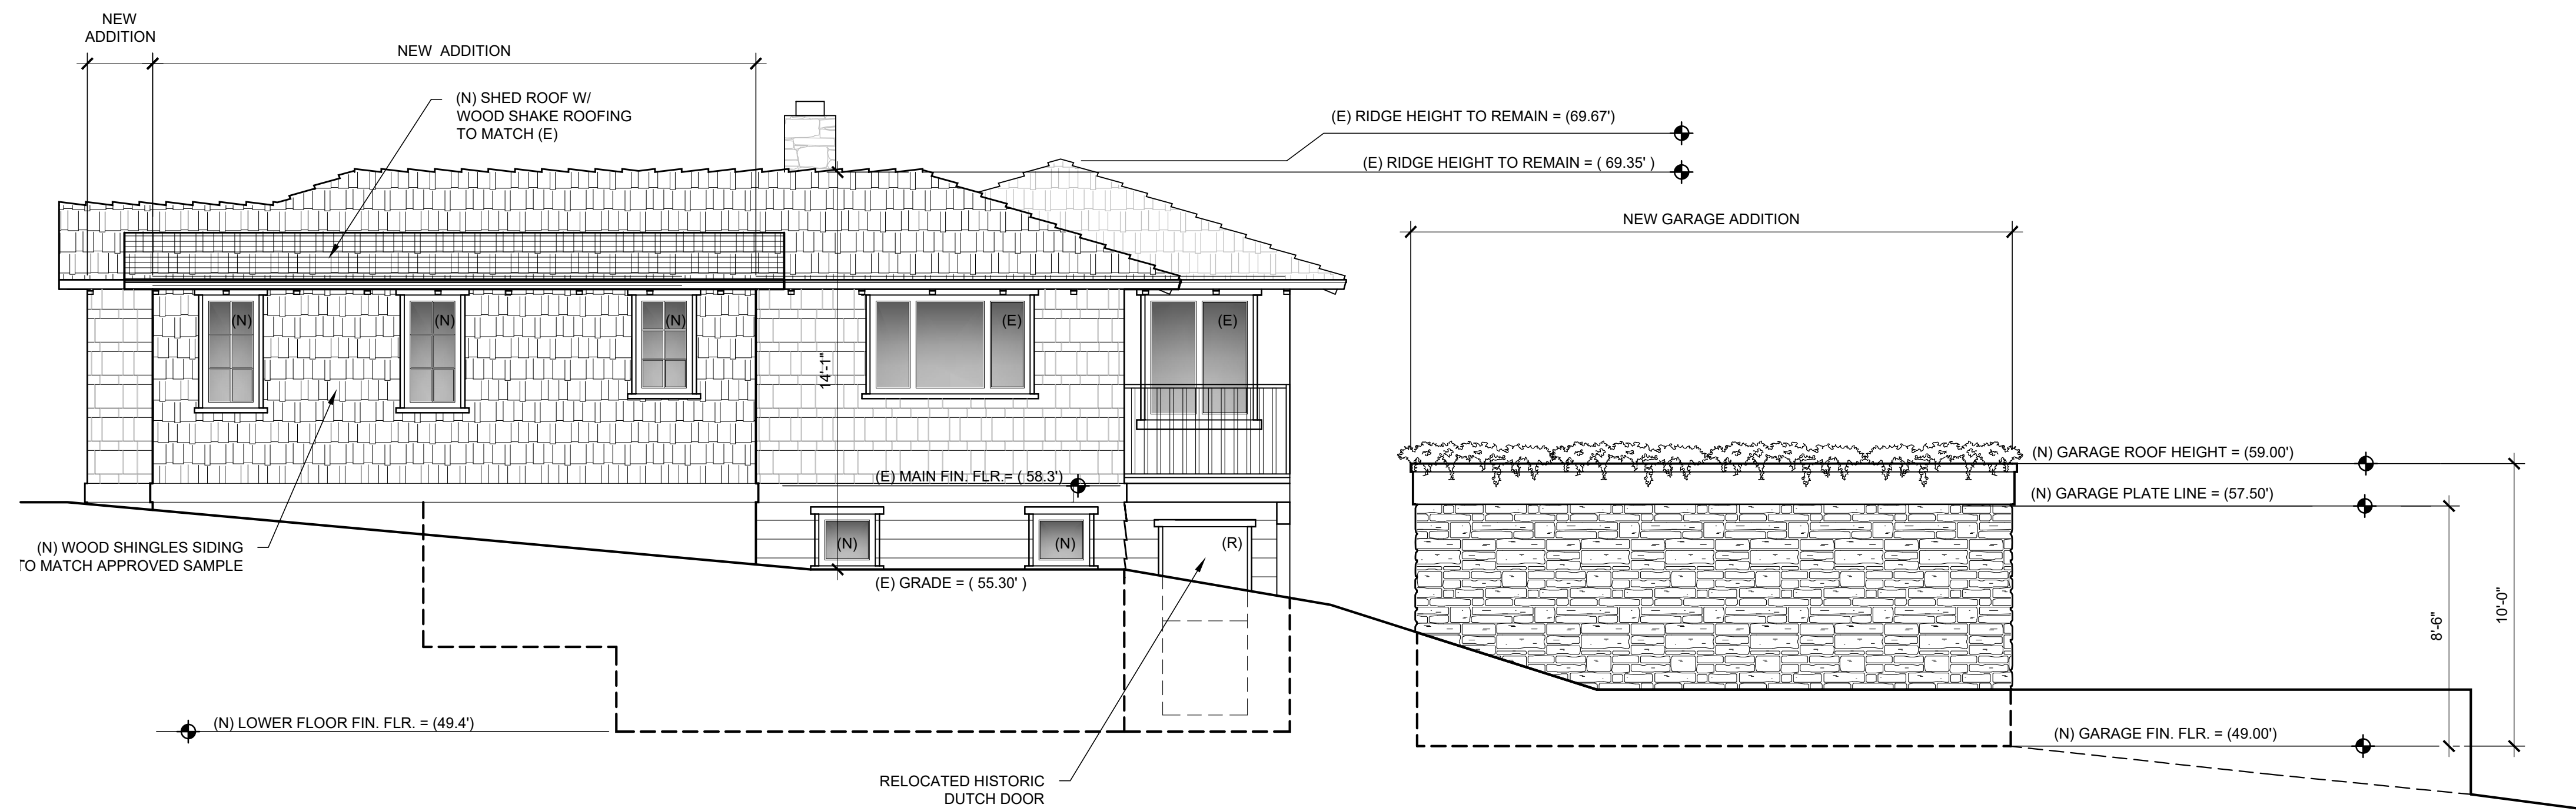 NEW
ADDITION
NEW  ADDITION
(N) SHED ROOF W/
WOOD SHAKE ROOFING
TO MATCH (E)
(E) RIDGE HEIGHT TO REMAIN = (69.67')
(E) RIDGE HEIGHT TO REMAIN = ( 69.35' )
NEW GARAGE ADDITION
(N)
(N)
(N)
(E)
(E)
14'-1"
(E) MAIN FIN. FLR.= ( 58.3')
(N) GARAGE ROOF HEIGHT = (59.00')
(N) GARAGE PLATE LINE = (57.50')
(N) WOOD SHINGLES SIDING
TO MATCH APPROVED SAMPLE
(N)
(N)
(R)
(E) GRADE = ( 55.30' )
8'-6"
10'-0"
(N) LOWER FLOOR FIN. FLR. = (49.4')
(N) GARAGE FIN. FLR. = (49.00')
RELOCATED HISTORIC
DUTCH DOOR